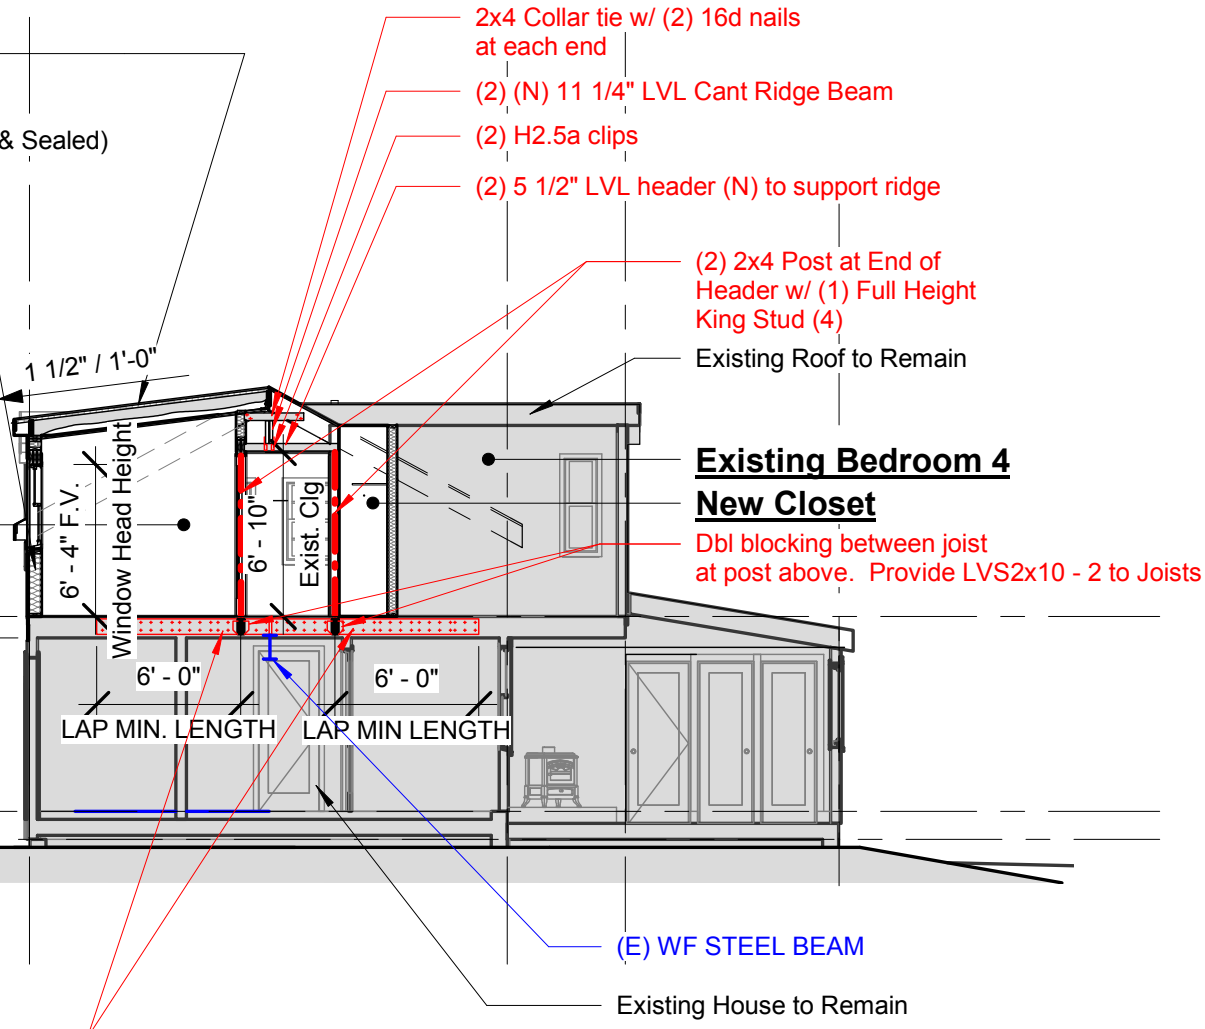 2x4 Collar tie w/ (2) 16d nails
at each end
(2) (N) 11 1/4" LVL Cant Ridge Beam
& Sealed)
(2) H2.5a clips
(2) 5 1/2" LVL header (N) to support ridge
(2) 2x4 Post at End of
Header w/ (1) Full Height
King Stud (4)
1 1/2" / 1'-0"
Existing Roof to Remain
Existing Bedroom 4
New Closet
6' - 4" F.V.
Window Head Height
6' - 10"
Exist. Clg
Dbl blocking between joist
at post above.  Provide LVS2x10 - 2 to Joists
6' - 0"
LAP MIN. LENGTH
6' - 0"
LAP MIN LENGTH
(E) WF STEEL BEAM
Existing House to Remain